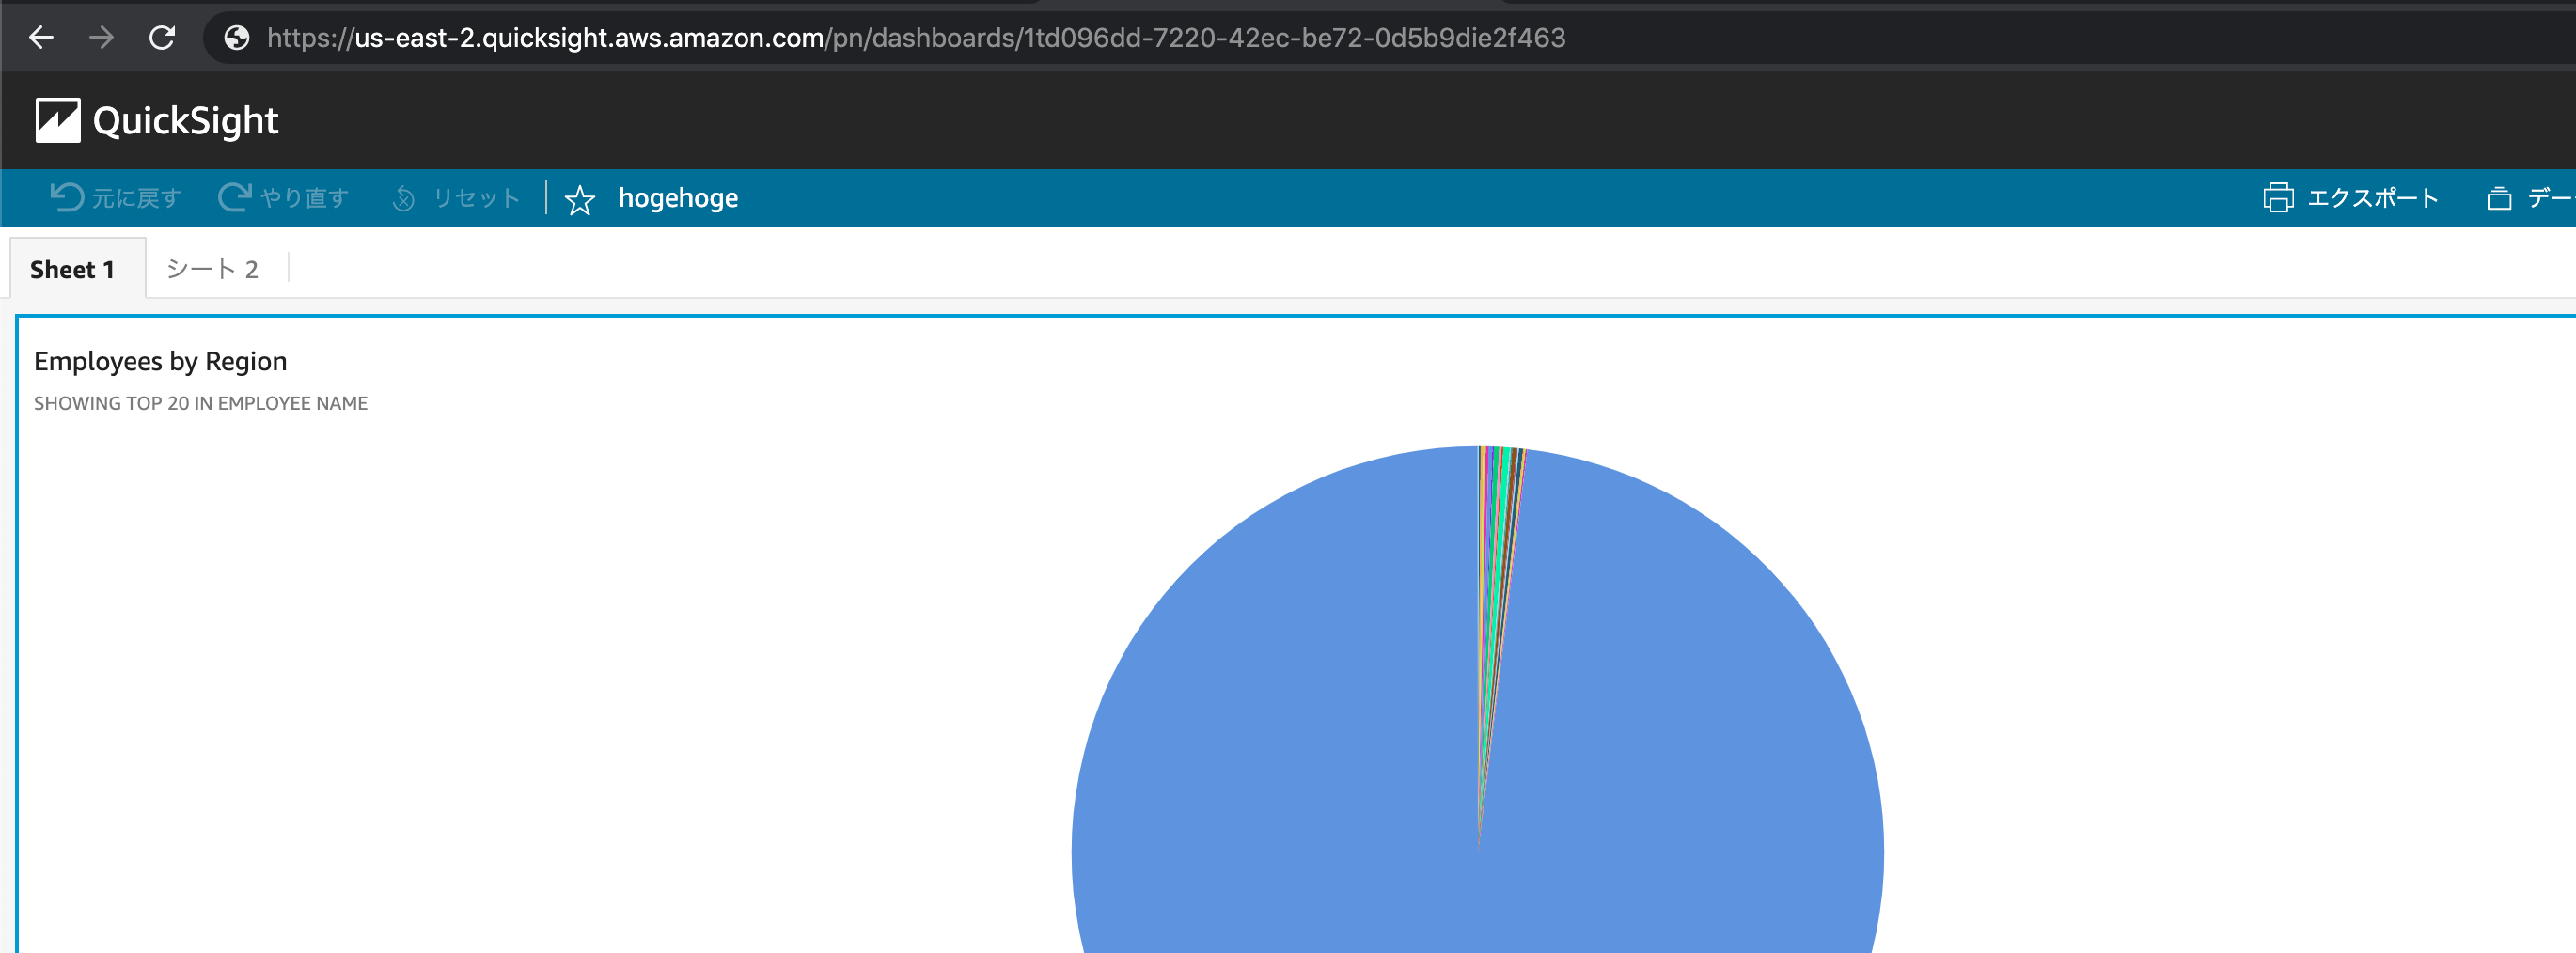 https://us-east-2.quicksight.aws.amazon.com/pn/dashboards/1td096dd-7220-42ec-be72-0d5b9die2f463
QuickSight
元に戻す やり直す リセット hogehoge エクスポート デー
Sheet 1 シート 2
Employees by Region
SHOWING TOP 20 IN EMPLOYEE NAME